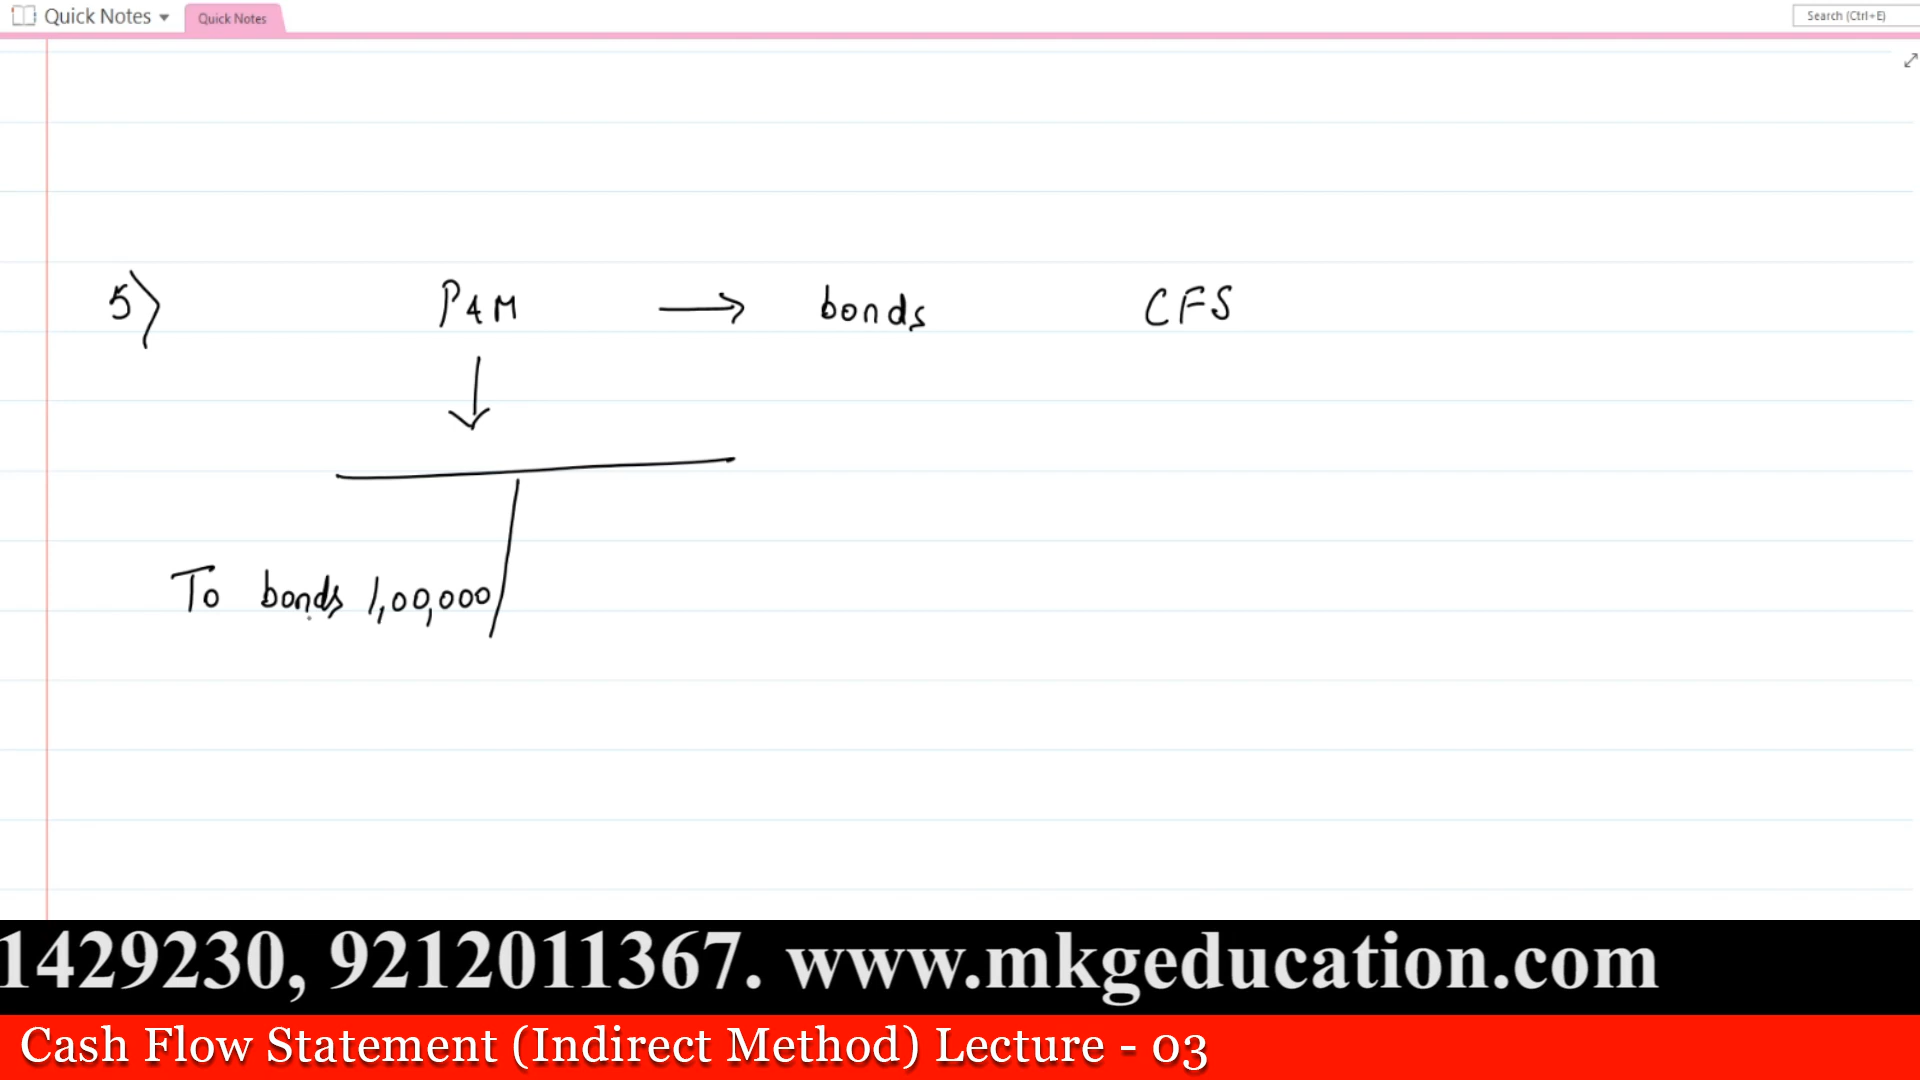 Quick Notes
Quick Notes
Search (Ctrl+E)
5) P&M → bonds CFS
↓
To bonds 1,00,000
1429230, 9212011367. www.mkgeducation.com
Cash Flow Statement (Indirect Method) Lecture - 03